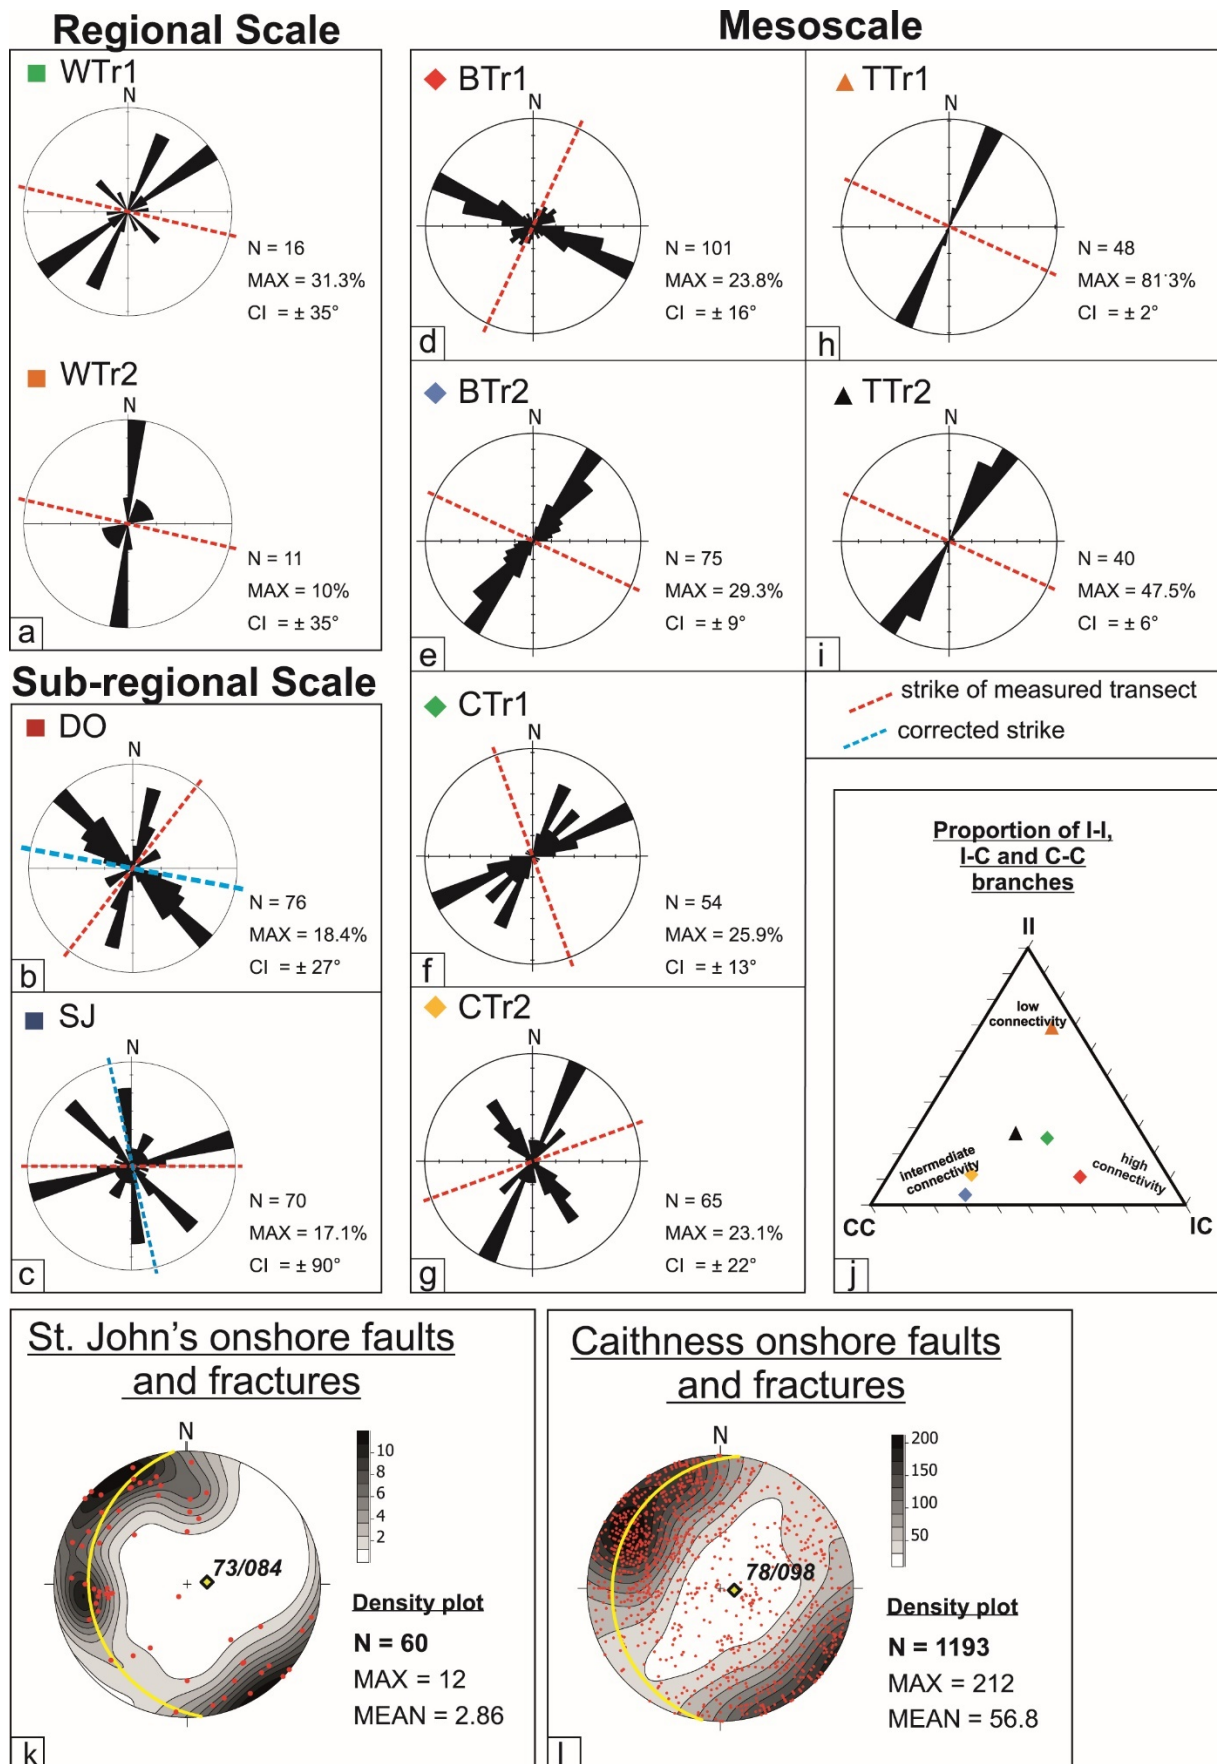 Regional Scale
WTr1
N
N = 16
MAX = 31.3%
CI = ± 35°
WTr2
N
N = 11
MAX = 10%
CI = ± 35°
a
Sub-regional Scale
DO
N
N = 76
MAX = 18.4%
CI = ± 27°
b
SJ
N
N = 70
MAX = 17.1%
CI = ± 90°
c
Mesoscale
BTr1
N
N = 101
MAX = 23.8%
CI = ± 16°
d
TTr1
N
N = 48
MAX = 81.3%
CI = ± 2°
h
BTr2
N
N = 75
MAX = 29.3%
CI = ± 9°
e
TTr2
N
N = 40
MAX = 47.5%
CI = ± 6°
i
CTr1
N
N = 54
MAX = 25.9%
CI = ± 13°
f
strike of measured transect
corrected strike
CTr2
N
N = 65
MAX = 23.1%
CI = ± 22°
g
Proportion of I-I,
I-C and C-C
branches
II
low
connectivity
intermediate
connectivity
high
connectivity
CC
IC
j
St. John's onshore faults
and fractures
N
10
8
6
4
2
73/084
Density plot
N = 60
MAX = 12
MEAN = 2.86
k
Caithness onshore faults
and fractures
N
200
150
100
50
78/098
Density plot
N = 1193
MAX = 212
MEAN = 56.8
l